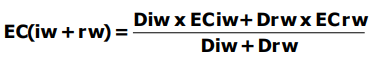 EC(iw + rw) = Diw x ECiw + Drw x ECrw
Diw + Drw